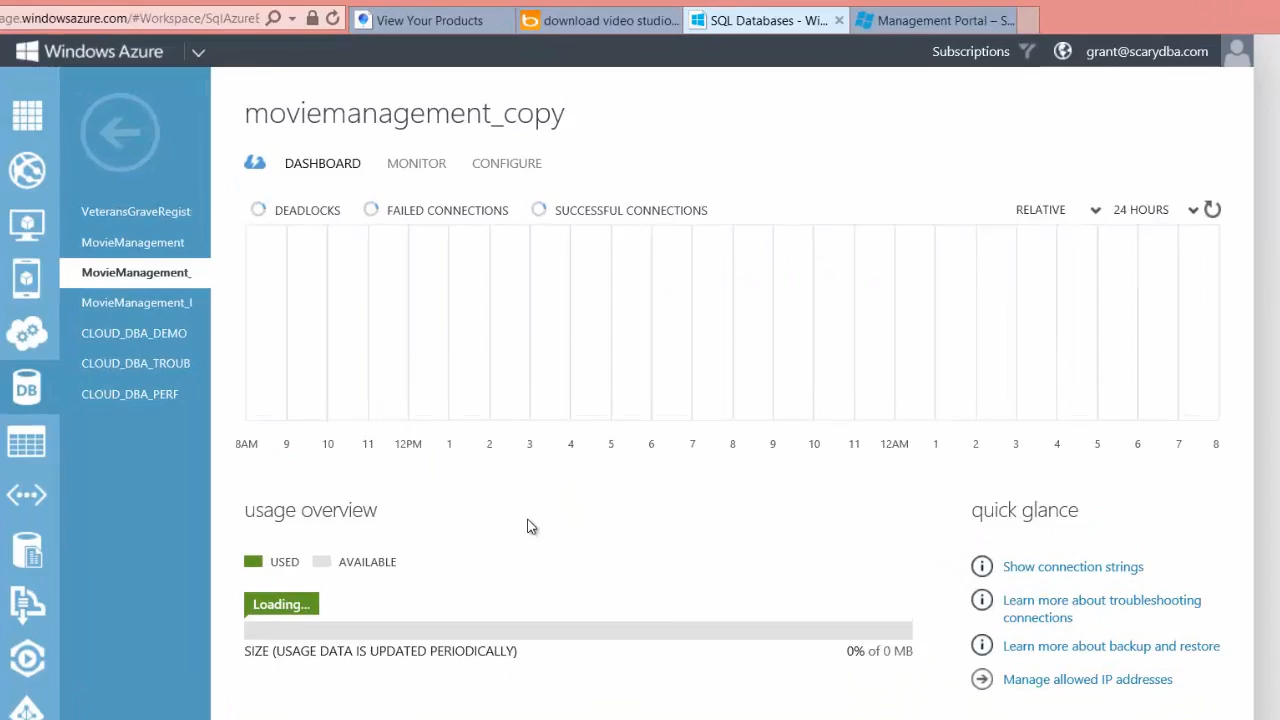 age.windowsazure.com/#Workspace/SqlAzureE
View Your Products
download video studio...
SQL Databases - Wi...
Management Portal – S...
Windows Azure
Subscriptions
grant@scarydba.com
VeteransGraveRegist
MovieManagement
MovieManagement_
MovieManagement_I
CLOUD_DBA_DEMO
CLOUD_DBA_TROUB
CLOUD_DBA_PERF
DB
moviemanagement_copy
DASHBOARD MONITOR CONFIGURE
DEADLOCKS FAILED CONNECTIONS SUCCESSFUL CONNECTIONS RELATIVE 24 HOURS
8AM 9 10 11 12PM 1 2 3 4 5 6 7 8 9 10 11 12AM 1 2 3 4 5 6 7 8
usage overview
USED AVAILABLE
Loading...
SIZE (USAGE DATA IS UPDATED PERIODICALLY) 0% of 0 MB
quick glance
Show connection strings
Learn more about troubleshooting
connections
Learn more about backup and restore
Manage allowed IP addresses